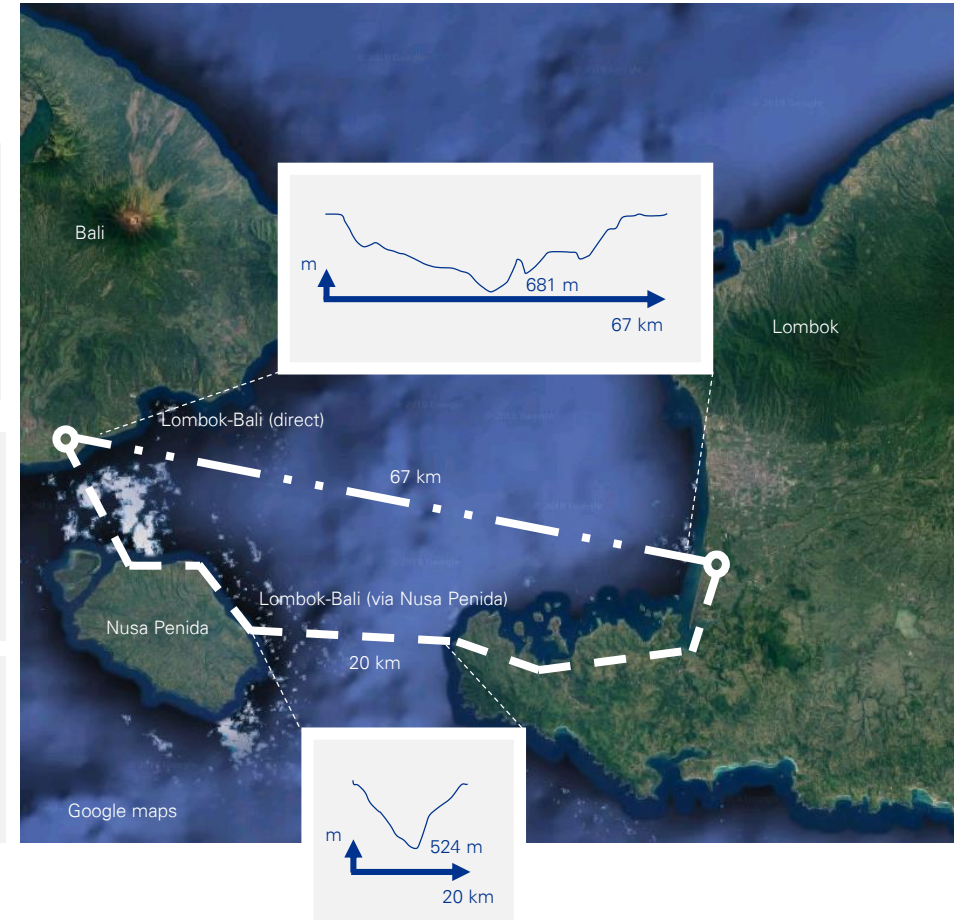 Bali
m
681 m
67 km
Lombok
Lombok-Bali (direct)
67 km
Lombok-Bali (via Nusa Penida)
Nusa Penida
20 km
Google maps
m
524 m
20 km